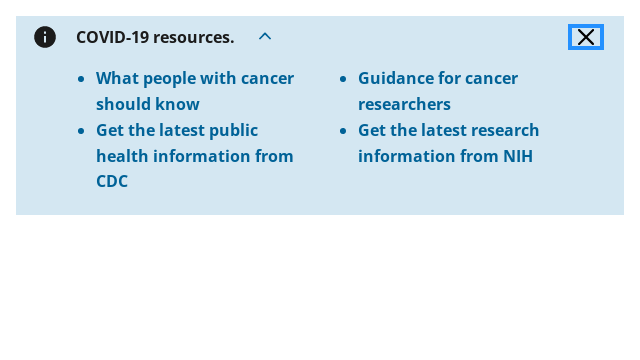 COVID-19 resources.
What people with cancer
should know
Get the latest public
health information from
CDC
Guidance for cancer
researchers
Get the latest research
information from NIH